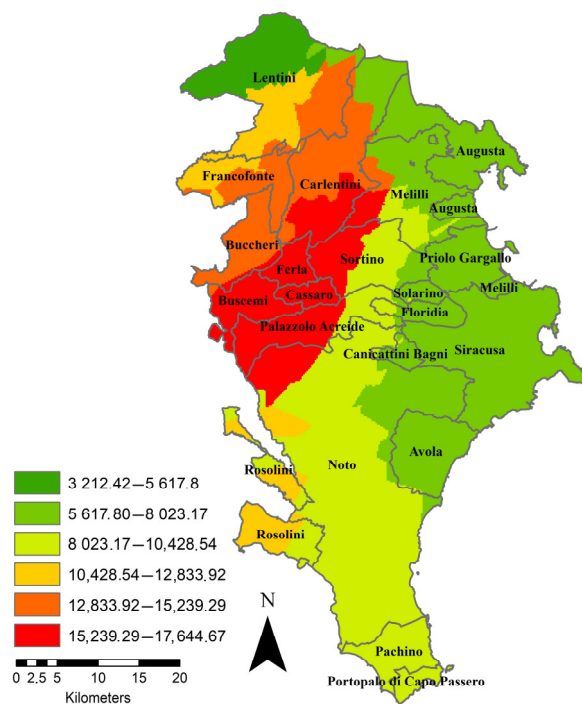 Lentini
Augusta
Francofonte
Carlentini
Melilli
Augusta
Buccheri
Sortino
Priolo Gargallo
Ferla
Melilli
Buscemi
Cassaro
Solarino
Floridia
Palazzolo Acreide
Siracusa
Canicattini Bagni
Avola
Noto
Rosolini
Rosolini
Pachino
Portopalo di Capo Passero
3 212.42—5 617.8
5 617.80—8 023.17
8 023.17—10,428.54
10,428.54—12,833.92
12,833.92—15,239.29
15,239.29—17,644.67
N
0 2,5 5 10 15 20
Kilometers